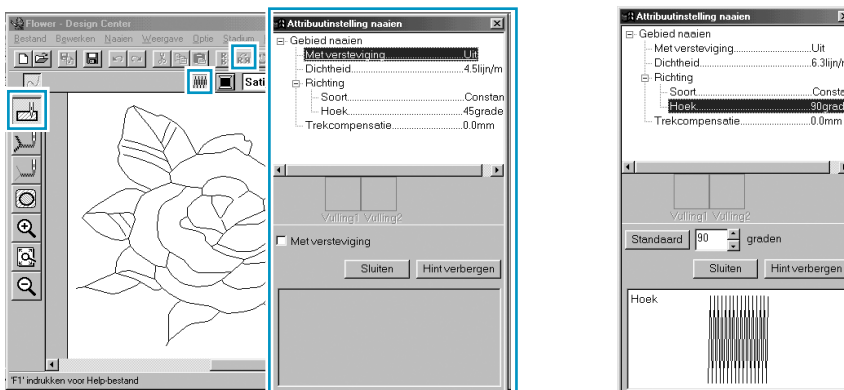 Flower - Design Center
Bestand Bewerken Naaien Weergave Optie Stadium
Sati
'F1' indrukken voor Help-bestand
Attribuutinstelling naaien
Gebied naaien
Met versteviging Uit
Dichtheid 4.5lijn/m
Richting
Soort Constan
Hoek 45grade
Trekcompensatie 0.0mm
Vulling1 Vulling2
Met versteviging
Sluiten Hint verbergen
Attribuutinstelling naaien
Gebied naaien
Met versteviging Uit
Dichtheid 6.3lijn/m
Richting
Soort Consta
Hoek 90grad
Trekcompensatie 0.0mm
Vulling1 Vulling2
Standaard 90 graden
Sluiten Hint verbergen
Hoek